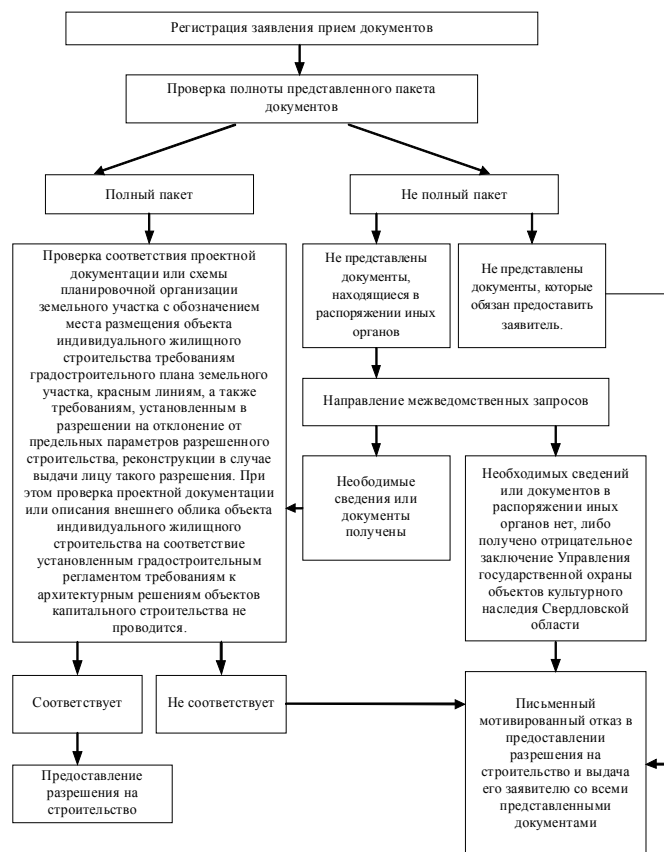 Регистрация заявления прием документов
Проверка полноты представленного пакета
документов
Полный пакет
Не полный пакет
Проверка соответствия проектной
документации или схемы
планировочной организации
земельного участка с обозначением
места размещения объекта
индивидуального жилищного
строительства требованиям
градостроительного плана земельного
участка, красным линиям, а также
требованиям, установленным в
разрешении на отклонение от
предельных параметров разрешенного
строительства, реконструкции в случае
выдачи лицу такого разрешения. При
этом проверка проектной документации
или описания внешнего облика объекта
индивидуального жилищного
строительства на соответствие
установленным градостроительным
регламентом требованиям к
архитектурным решениям объектов
капитального строительства не
проводится.
Не представлены
документы,
находящиеся в
распоряжении иных
органов
Не представлены
документы, которые
обязан предоставить
заявитель.
Направление межведомственных запросов
Неободимые
сведения или
документы
получены
Необходимых сведений
или документов в
распоряжении иных
органов нет, либо
получено отрицательное
заключение Управления
государственной охраны
объектов культурного
наследия Свердловской
области
Соответствует
Не соответствует
Предоставление
разрешения на
строительство
Письменный
мотивированный отказ в
предоставлении
разрешения на
строительство и выдача
его заявителю со всеми
представленными
документами